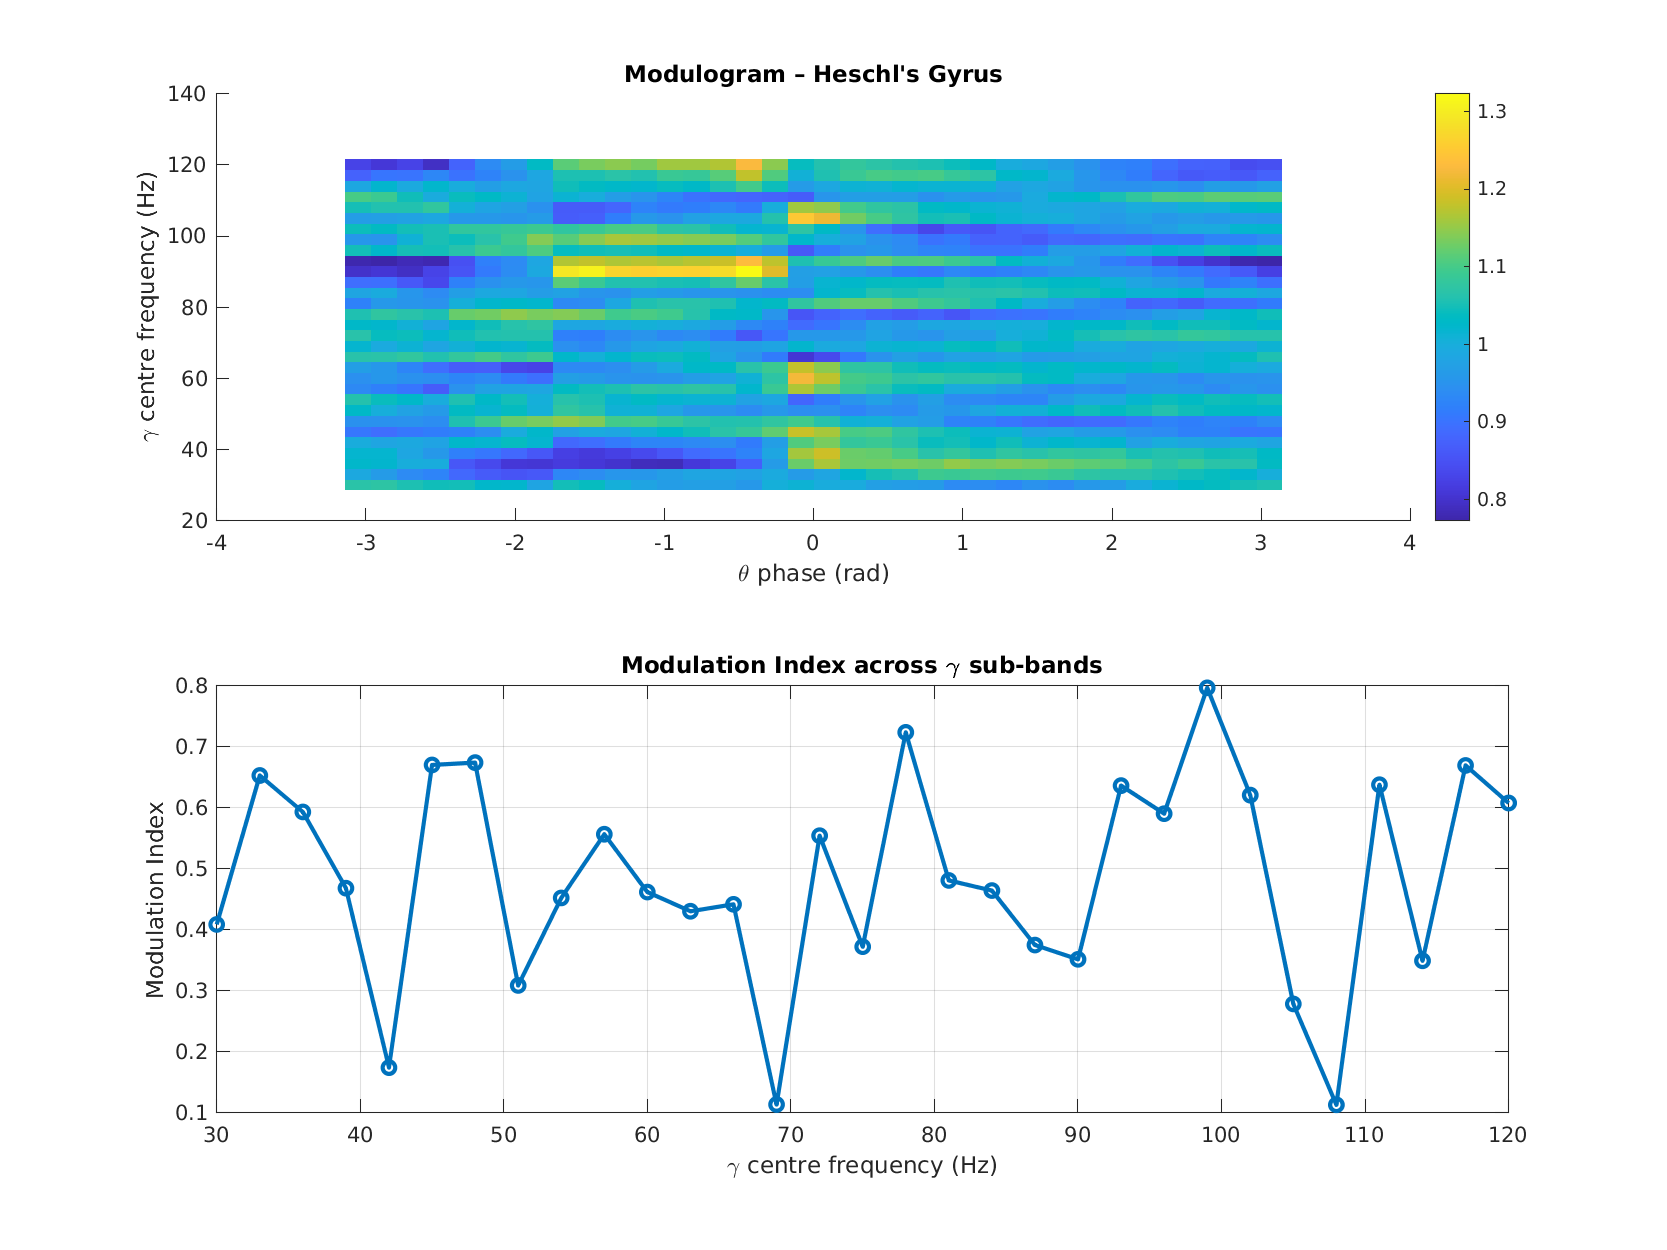 Modulogram – Heschl's Gyrus
140
120
100
80
60
40
20
γ centre frequency (Hz)
-4 -3 -2 -1 0 1 2 3 4
θ phase (rad)
1.3
1.2
1.1
1
0.9
0.8
Modulation Index across γ sub-bands
0.8
0.7
0.6
0.5
0.4
0.3
0.2
0.1
Modulation Index
30 40 50 60 70 80 90 100 110 120
γ centre frequency (Hz)